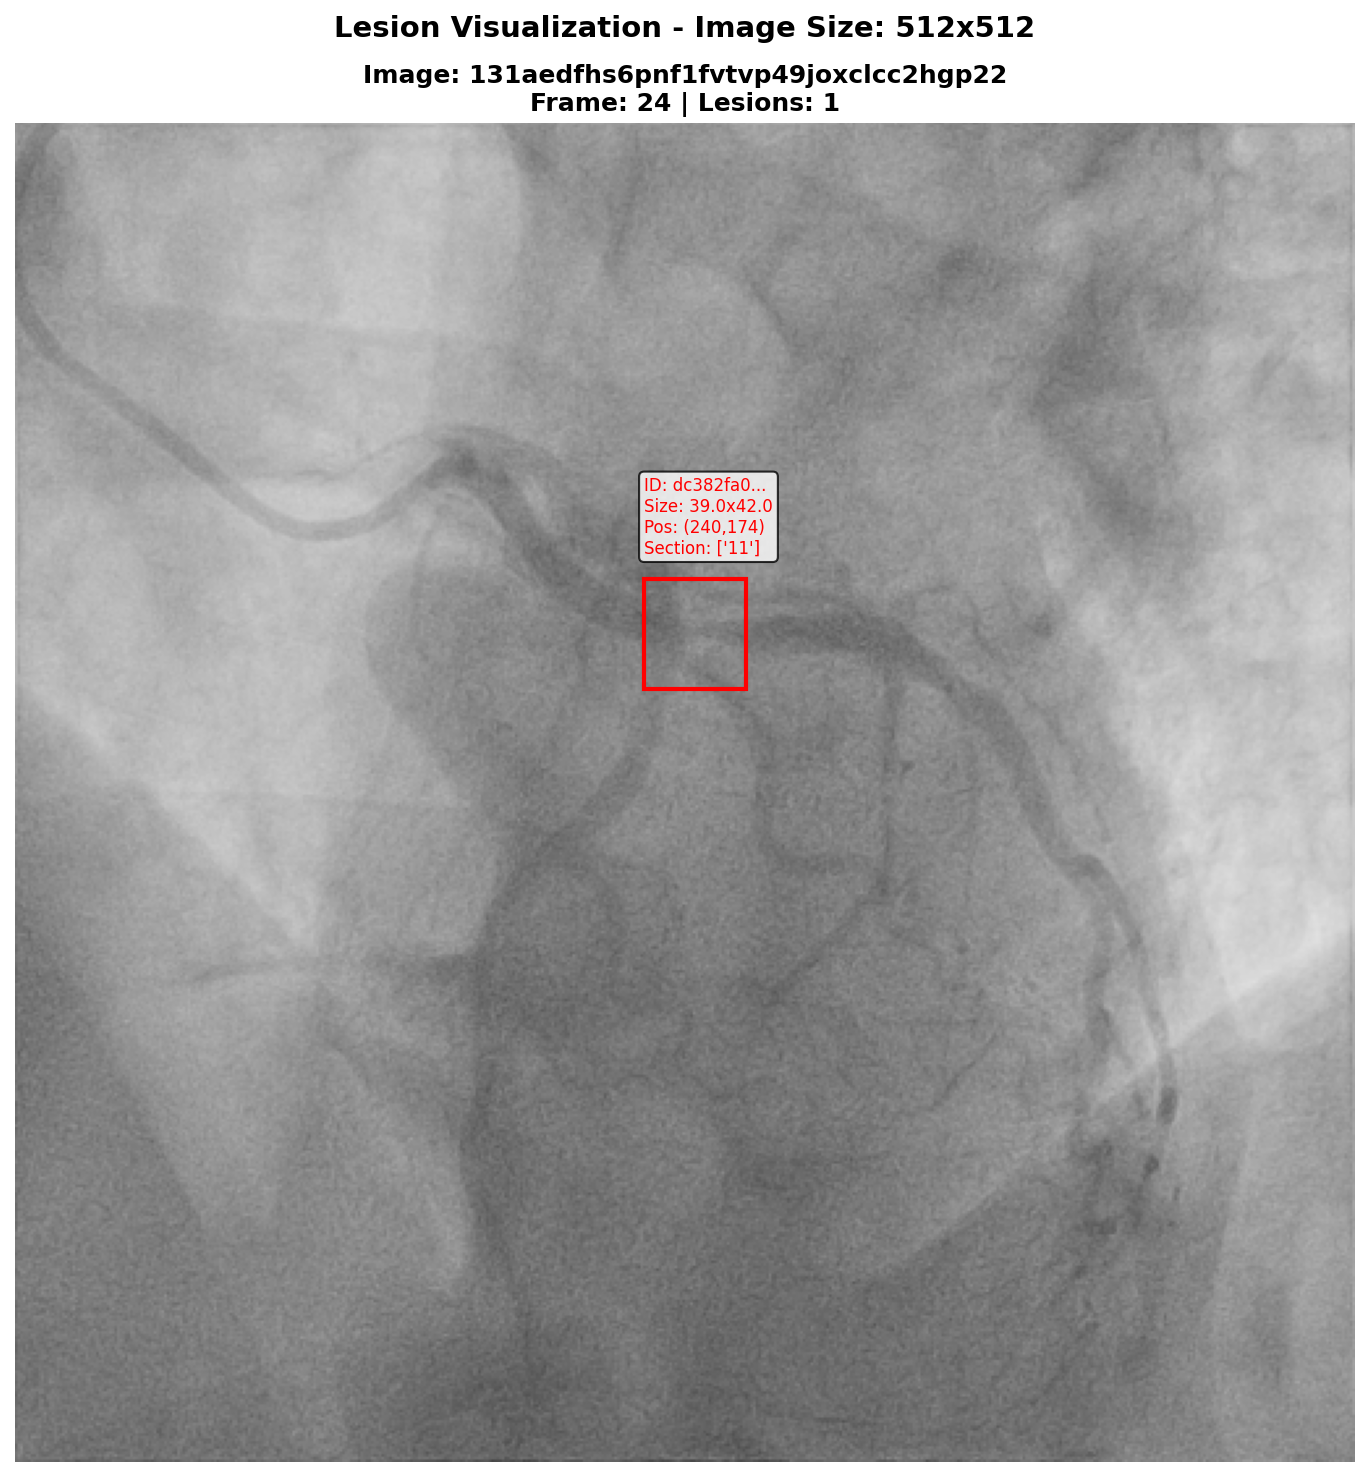 Lesion Visualization - Image Size: 512x512
Image: 131aedfhs6pnf1fvtvp49joxclcc2hgp22
Frame: 24 | Lesions: 1
ID: dc382fa0...
Size: 39.0x42.0
Pos: (240,174)
Section: ['11']